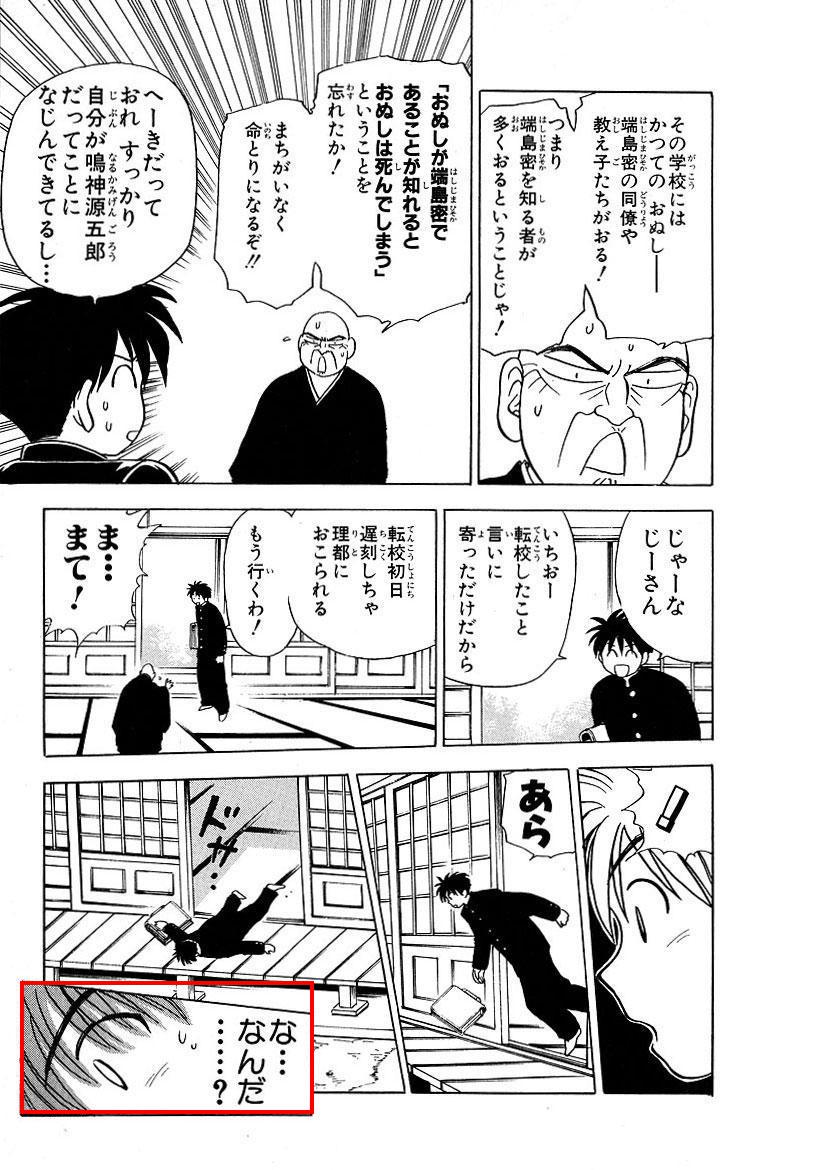 その学校には
かつての おぬし――
端島密の同僚や
教え子たちがおる!
つまり
端島密を知る者が
多くおるということじゃ!
「おぬしが端島密で
あることが知れると
おぬしは死んでしまう」
ということを
忘れたか!
まちがいなく
命とりになるぞ!!
へーきだって
おれ すっかり
自分が鳴神源五郎
だってことに
なじんできてるし…
じゃーな
じーさん
いちおー
転校したこと
言いに
寄っただけだから
転校初日
遅刻しちゃ
理都に
おこられる
もう行くわ!
ま…
まて!
!
あら
ドサ…
な…
なんだ
……?